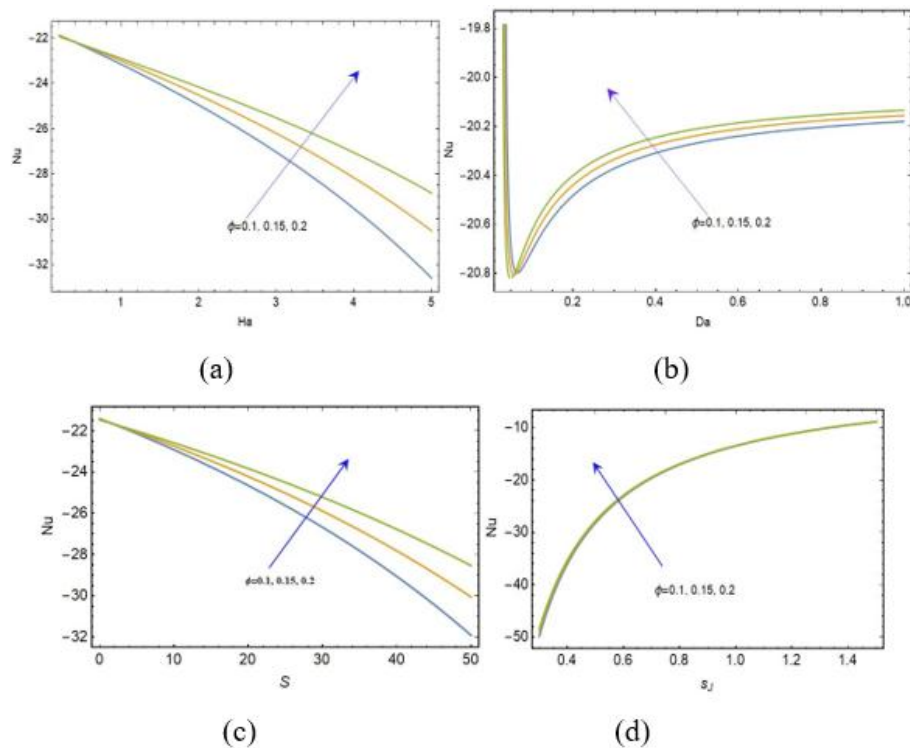 -22
-24
-26
-28
-30
-32
Nu
1 2 3 4 5
Ha
ϕ=0.1, 0.15, 0.2
(a)
-19.8
-20.0
-20.2
-20.4
-20.6
-20.8
Nu
0.2 0.4 0.6 0.8 1.0
Da
ϕ=0.1, 0.15, 0.2
(b)
-22
-24
-26
-28
-30
-32
Nu
0 10 20 30 40 50
S
ϕ=0.1, 0.15, 0.2
(c)
-10
-20
-30
-40
-50
Nu
0.4 0.6 0.8 1.0 1.2 1.4
s_J
ϕ=0.1, 0.15, 0.2
(d)